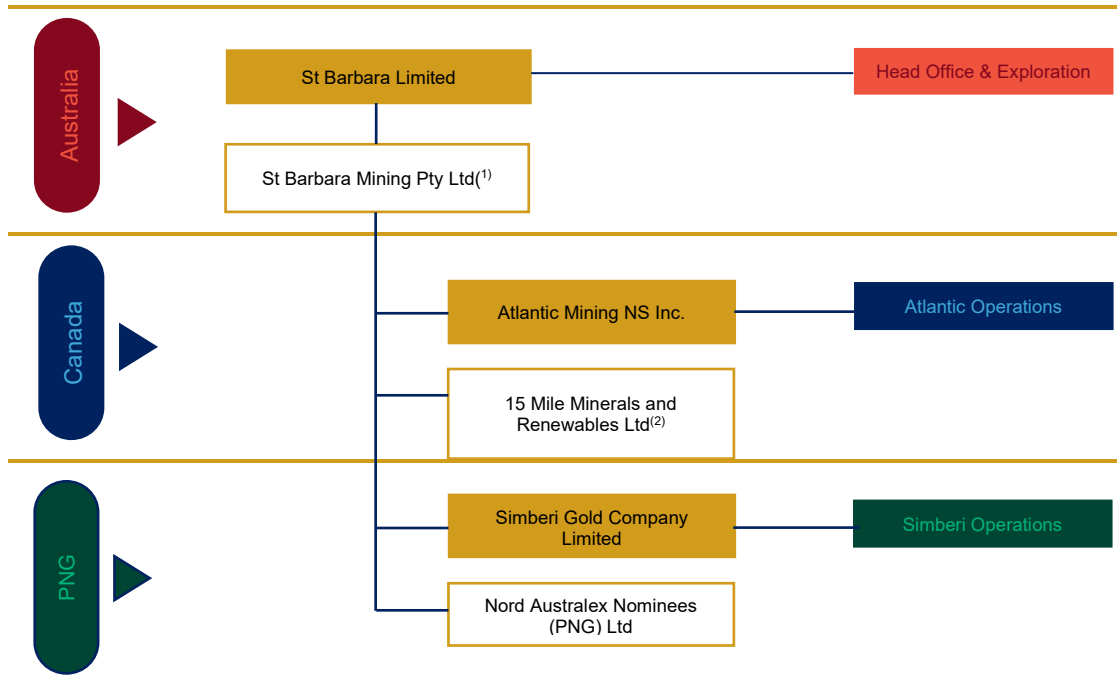 Australia
St Barbara Limited
Head Office & Exploration
St Barbara Mining Pty Ltd(1)
Canada
Atlantic Mining NS Inc.
Atlantic Operations
15 Mile Minerals and
Renewables Ltd(2)
PNG
Simberi Gold Company
Limited
Simberi Operations
Nord Australex Nominees
(PNG) Ltd